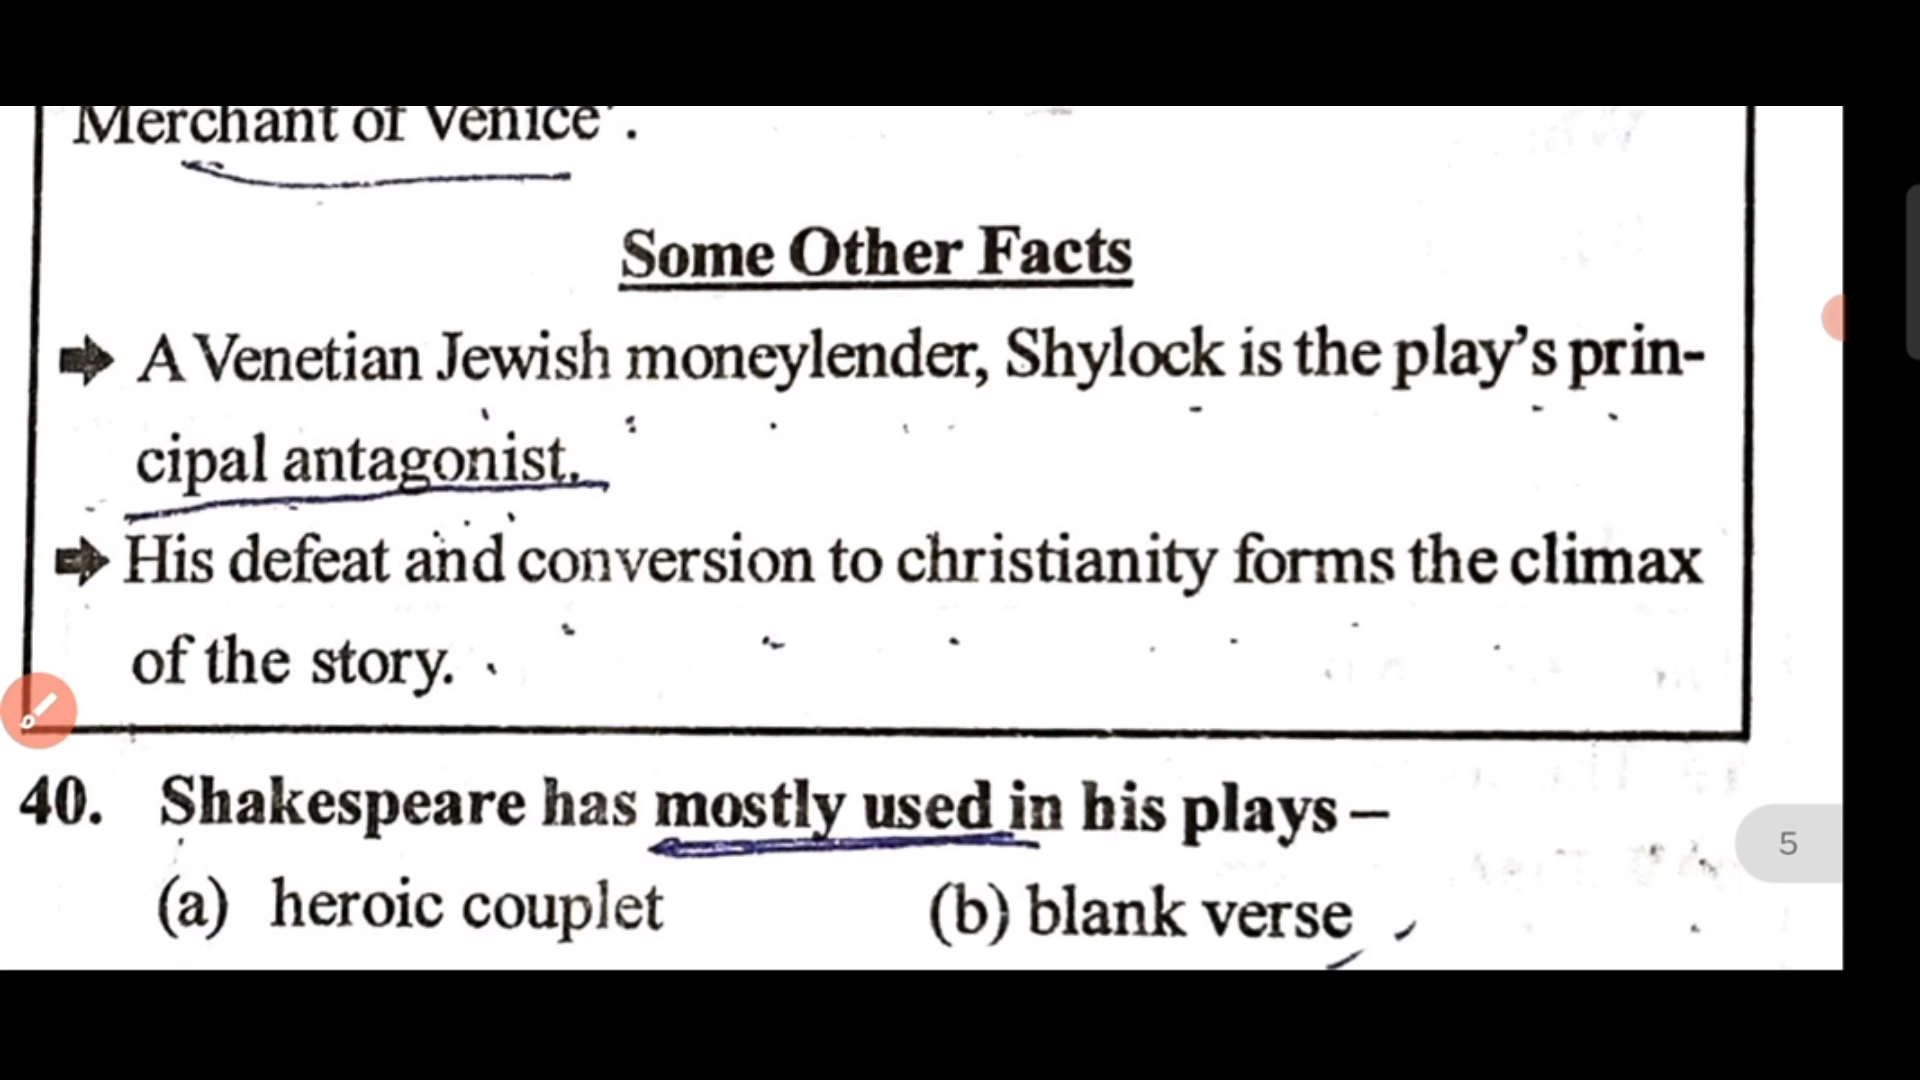 Merchant of Venice'.
Some Other Facts
A Venetian Jewish moneylender, Shylock is the play's prin-
cipal antagonist.
His defeat and conversion to christianity forms the climax
of the story.
40. Shakespeare has mostly used in his plays –
(a) heroic couplet (b) blank verse
5